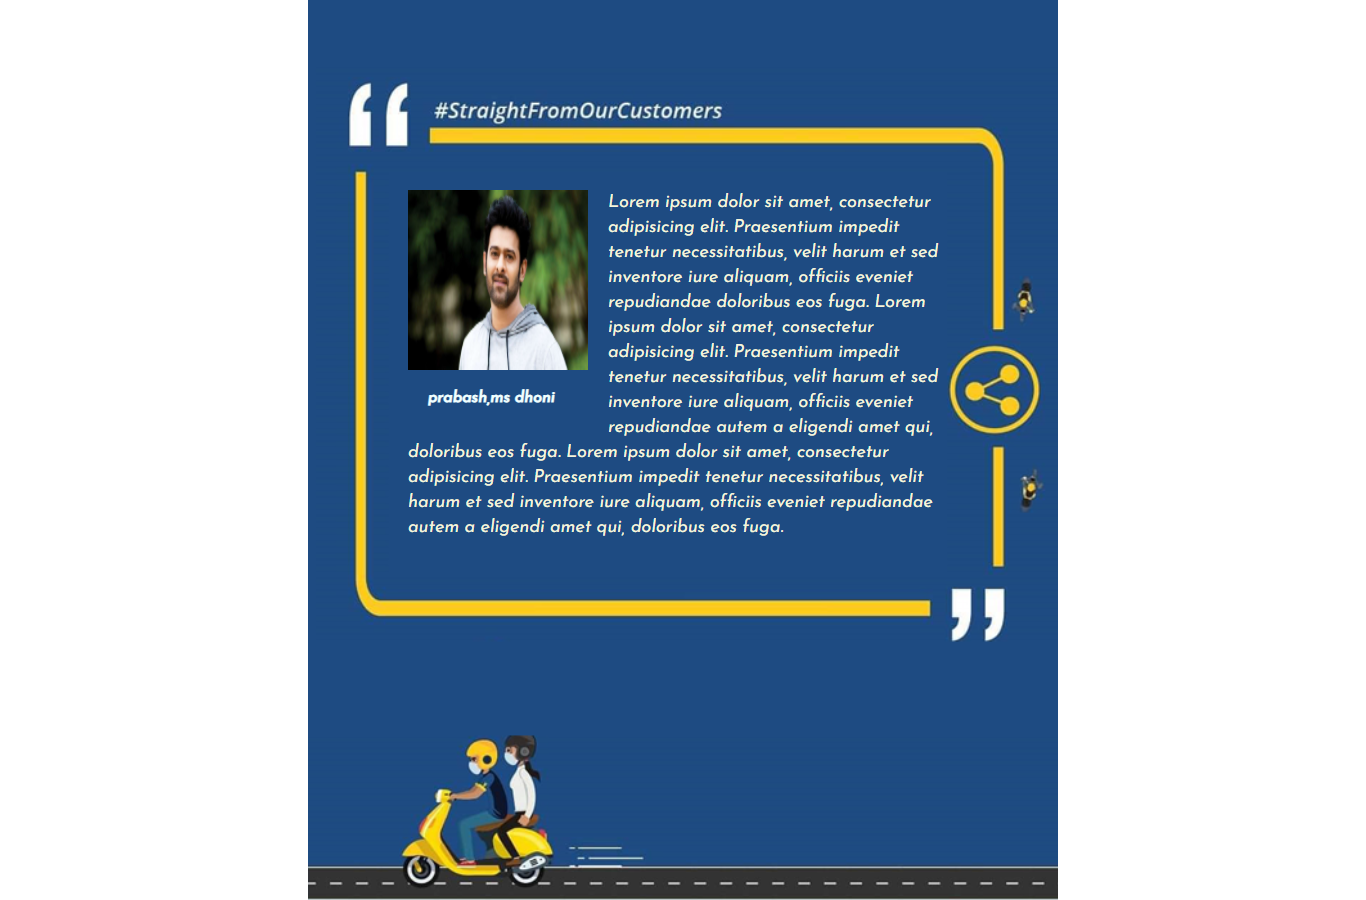 #StraightFromOurCustomers
Lorem ipsum dolor sit amet, consectetur
adipisicing elit. Praesentium impedit
tenetur necessitatibus, velit harum et sed
inventore iure aliquam, officiis eveniet
repudiandae doloribus eos fuga. Lorem
ipsum dolor sit amet, consectetur
adipisicing elit. Praesentium impedit
tenetur necessitatibus, velit harum et sed
inventore iure aliquam, officiis eveniet
repudiandae autem a eligendi amet qui,
doloribus eos fuga. Lorem ipsum dolor sit amet, consectetur
adipisicing elit. Praesentium impedit tenetur necessitatibus, velit
harum et sed inventore iure aliquam, officiis eveniet repudiandae
autem a eligendi amet qui, doloribus eos fuga.
prabash,ms dhoni